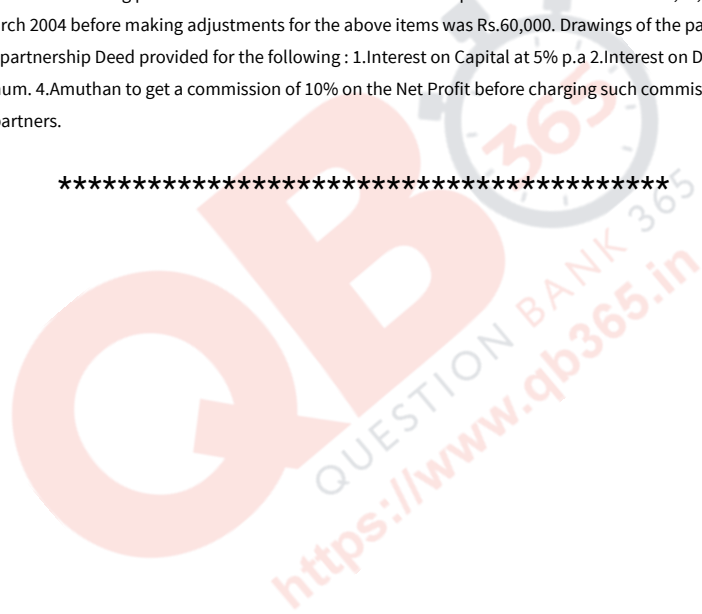 rch 2004 before making adjustments for the above items was Rs.60,000. Drawings of the pa
partnership Deed provided for the following : 1.Interest on Capital at 5% p.a 2.Interest on D
num. 4.Amuthan to get a commission of 10% on the Net Profit before charging such commis
partners.
*****************************************
365
QB
QUESTION BANK 365
https://www.qb365.in